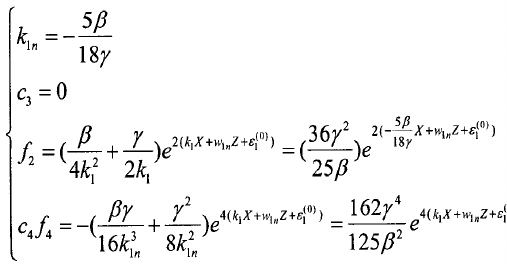 k_{1n} = -\frac{5\beta}{18\gamma}
c_3 = 0
f_2 = (\frac{\beta}{4k_1^2} + \frac{\gamma}{2k_1})e^{2(k_1X+w_{1n}Z+\varepsilon_1^{(0)})} = (\frac{36\gamma^2}{25\beta})e^{2(-\frac{5\beta}{18\gamma}X+w_{1n}Z+\varepsilon_1^{(0)})}
c_4f_4 = -(\frac{\beta\gamma}{16k_{1n}^3} + \frac{\gamma^2}{8k_{1n}^2})e^{4(k_1X+w_{1n}Z+\varepsilon_1^{(0)})} = \frac{162\gamma^4}{125\beta^2}e^{4(k_1X+w_{1n}Z+\varepsilon_1^{(}}